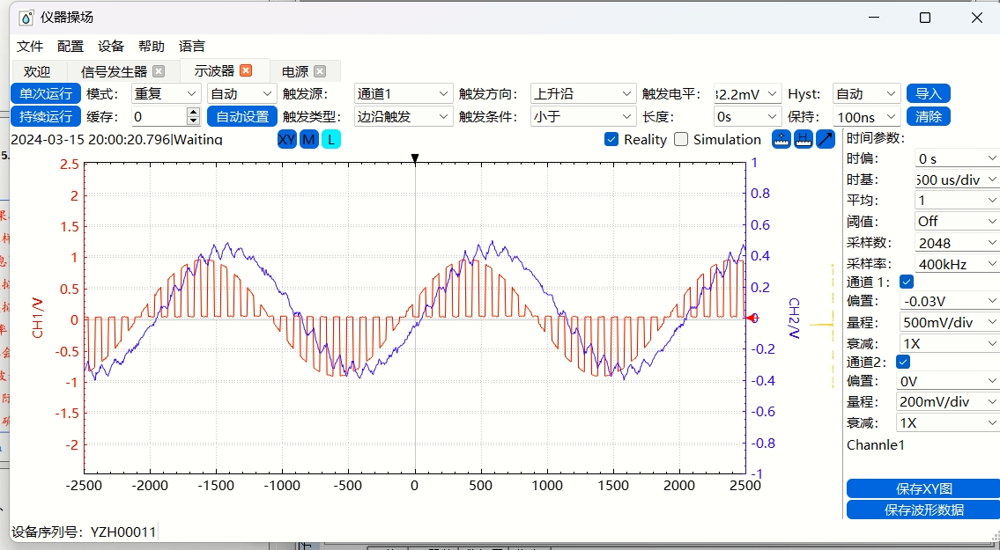 仪器操场
文件 配置 设备 帮助 语言
欢迎 信号发生器 示波器 电源
单次运行 模式: 重复 自动 触发源: 通道1 触发方向: 上升沿 触发电平: 32.2mV Hyst: 自动 导入
持续运行 缓存: 0 自动设置 触发类型: 边沿触发 触发条件: 小于 长度: 0s 保持: 100ns 清除
2024-03-15 20:00:20.796|Waiting XY M L Reality Simulation
时间参数:
时偏: 0 s
时基: 500 us/div
平均: 1
阈值: Off
采样数: 2048
采样率: 400kHz
通道 1:
偏置: -0.03V
量程: 500mV/div
衰减: 1X
通道2:
偏置: 0V
量程: 200mV/div
衰减: 1X
Channle1
保存XY图
保存波形数据
CH1/V
2.5
2
1.5
1
0.5
0
-0.5
-1
-1.5
-2
CH2/V
1
0.8
0.6
0.4
0.2
0
-0.2
-0.4
-0.6
-0.8
-1
-2500 -2000 -1500 -1000 -500 0 500 1000 1500 2000 2500
设备序列号: YZH00011